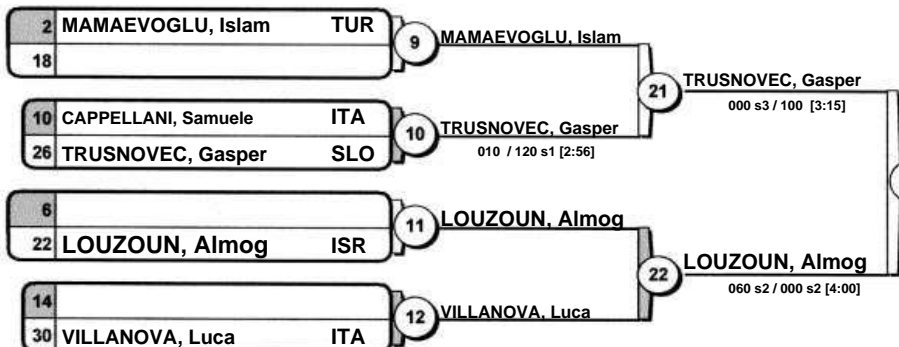 2 MAMAEVOGLU, Islam TUR
18
9
MAMAEVOGLU, Islam
10 CAPPELLANI, Samuele ITA
26 TRUSNOVEC, Gasper SLO
10
TRUSNOVEC, Gasper
010 / 120 s1 [2:56]
21
TRUSNOVEC, Gasper
000 s3 / 100 [3:15]
6
22 LOUZOUN, Almog ISR
11
LOUZOUN, Almog
14
30 VILLANOVA, Luca ITA
12
VILLANOVA, Luca
22
LOUZOUN, Almog
060 s2 / 000 s2 [4:00]